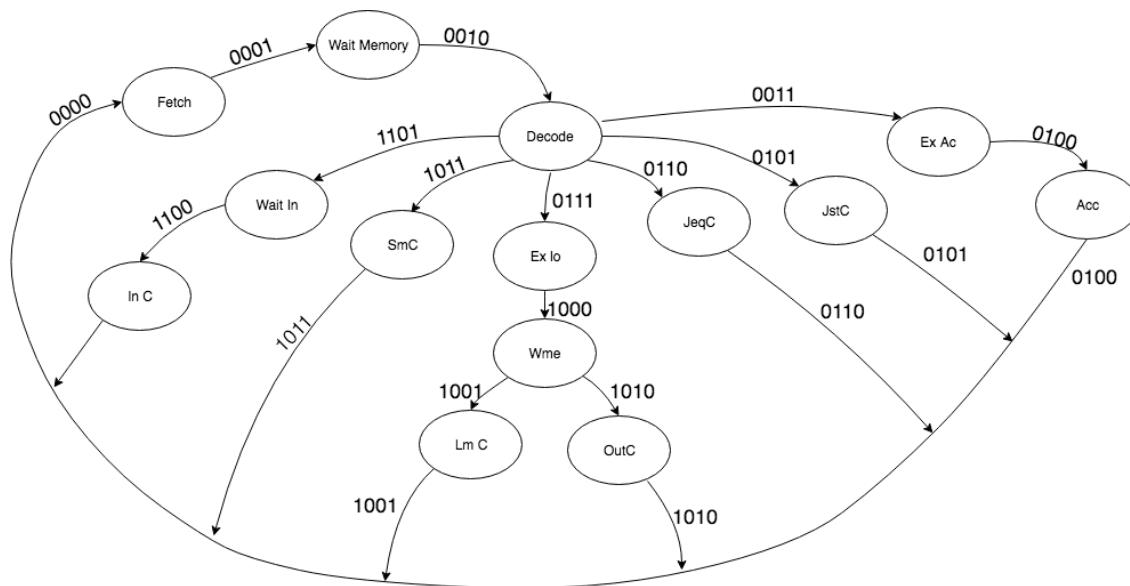 Wait Memory
0010
0001
Fetch
0000
0011
Decode
Ex Ac
0100
1101
1011
0110
0101
0111
Wait In
SmC
JeqC
JstC
Acc
1100
Ex Io
0101
0100
In C
1000
0110
1011
Wme
1001
1010
Lm C
OutC
1001
1010